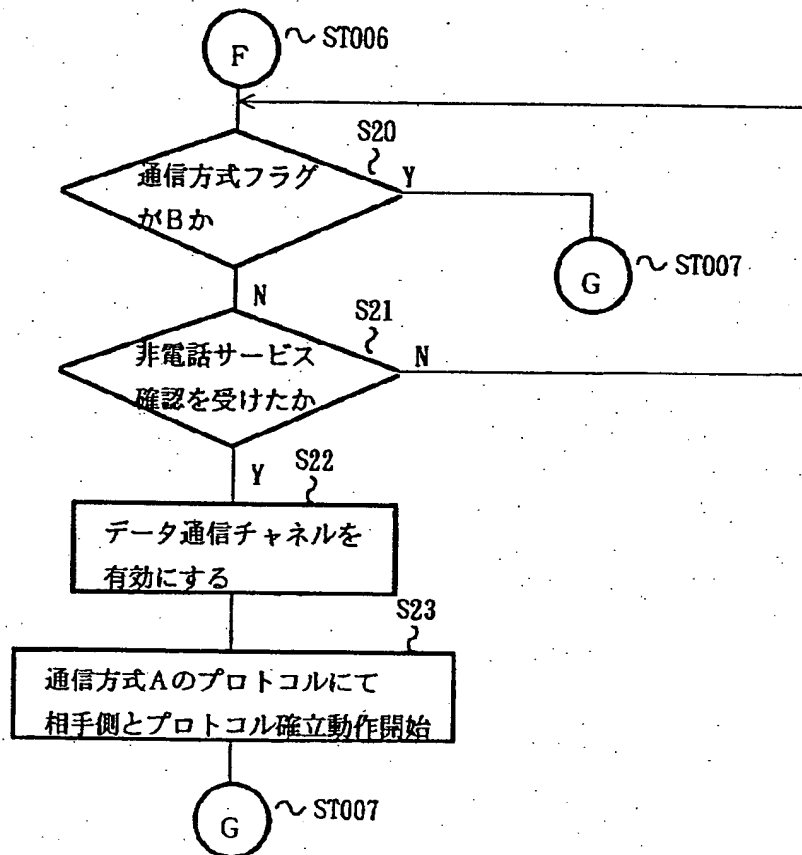 F
ST006
S20
通信方式フラグ
がBか
Y
G
ST007
N
S21
非電話サービス
確認を受けたか
N
Y
S22
データ通信チャネルを
有効にする
S23
通信方式Aのプロトコルにて
相手側とプロトコル確立動作開始
G
ST007